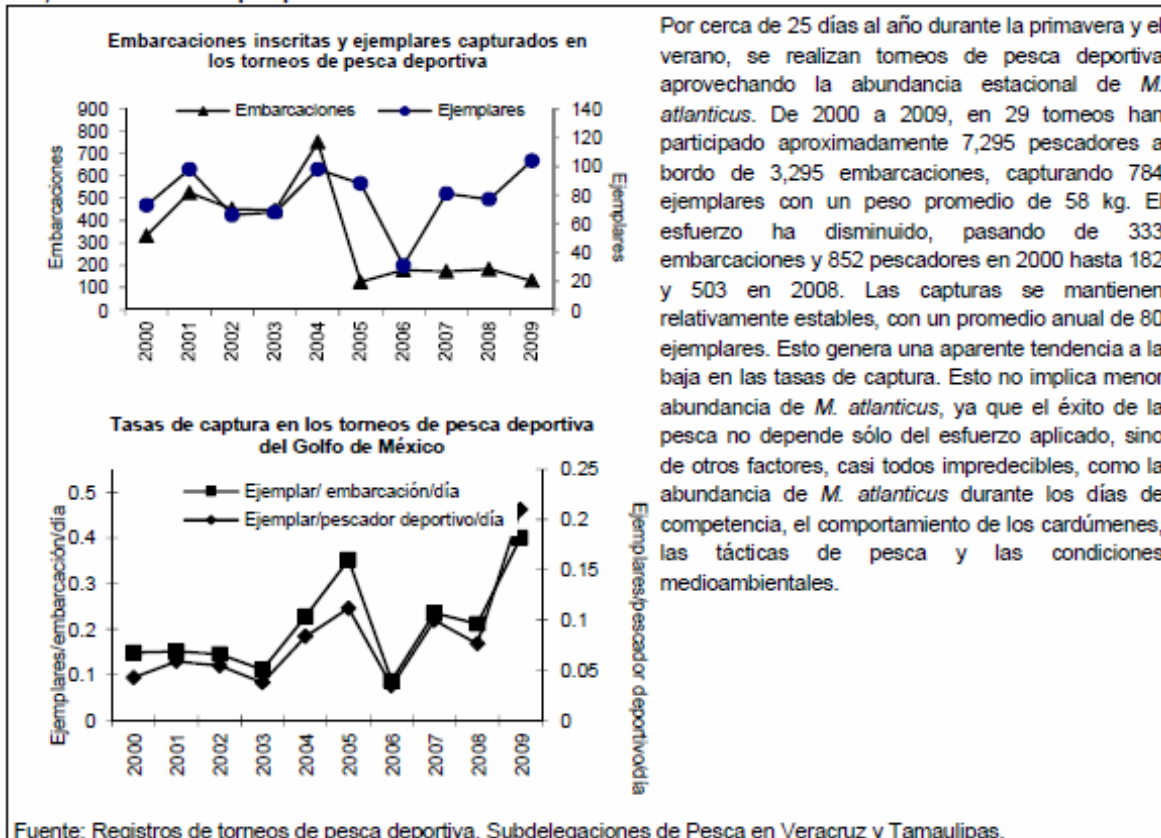 Embarcaciones inscritas y ejemplares capturados en
los torneos de pesca deportiva
Embarcaciones
Ejemplares
900
800
700
600
500
400
300
200
100
0
140
120
100
80
60
40
20
0
Embarcaciones
Ejemplares
2000
2001
2002
2003
2004
2005
2006
2007
2008
2009
Tasas de captura en los torneos de pesca deportiva
del Golfo de México
Ejemplar/ embarcación/día
Ejemplar/pescador deportivo/día
0.5
0.4
0.3
0.2
0.1
0
0.25
0.2
0.15
0.1
0.05
0
Ejemplares/embarcación/día
Ejemplares/pescador deportivo/día
2000
2001
2002
2003
2004
2005
2006
2007
2008
2009
Por cerca de 25 días al año durante la primavera y el
verano, se realizan torneos de pesca deportiva
aprovechando la abundancia estacional de M.
atlanticus. De 2000 a 2009, en 29 torneos han
participado aproximadamente 7,295 pescadores a
bordo de 3,295 embarcaciones, capturando 784
ejemplares con un peso promedio de 58 kg. El
esfuerzo ha disminuido, pasando de 333
embarcaciones y 852 pescadores en 2000 hasta 182
y 503 en 2008. Las capturas se mantienen
relativamente estables, con un promedio anual de 80
ejemplares. Esto genera una aparente tendencia a la
baja en las tasas de captura. Esto no implica menor
abundancia de M. atlanticus, ya que el éxito de la
pesca no depende sólo del esfuerzo aplicado, sino
de otros factores, casi todos impredecibles, como la
abundancia de M. atlanticus durante los días de
competencia, el comportamiento de los cardúmenes,
las tácticas de pesca y las condiciones
medioambientales.
Fuente: Registros de torneos de pesca deportiva. Subdelegaciones de Pesca en Veracruz y Tamaulipas.